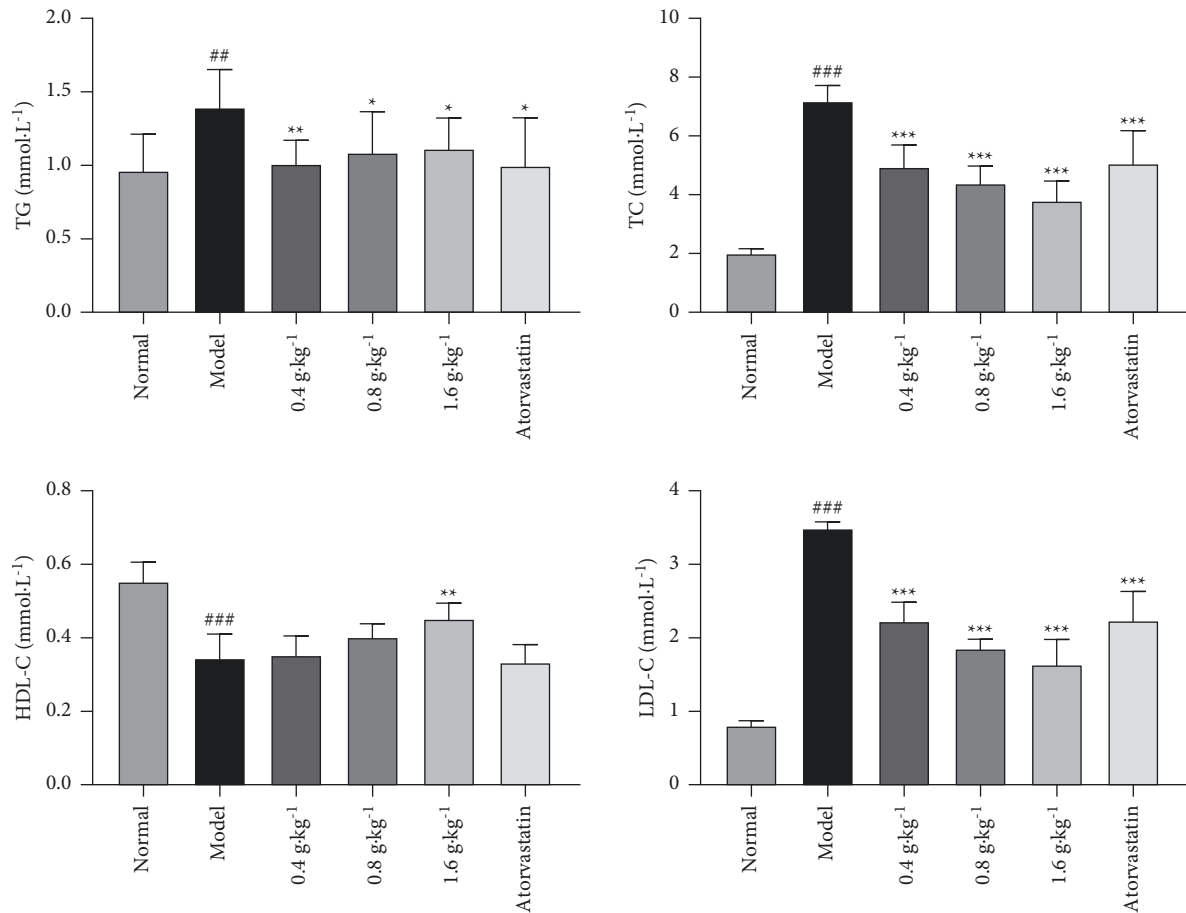 TG (mmol·L⁻¹)
2.0
1.5
1.0
0.5
0.0
##
**
*
*
*
Normal
Model
0.4 g·kg⁻¹
0.8 g·kg⁻¹
1.6 g·kg⁻¹
Atorvastatin
TC (mmol·L⁻¹)
10
8
6
4
2
0
###
***
***
***
***
Normal
Model
0.4 g·kg⁻¹
0.8 g·kg⁻¹
1.6 g·kg⁻¹
Atorvastatin
HDL-C (mmol·L⁻¹)
0.8
0.6
0.4
0.2
0.0
###
**
Normal
Model
0.4 g·kg⁻¹
0.8 g·kg⁻¹
1.6 g·kg⁻¹
Atorvastatin
LDL-C (mmol·L⁻¹)
4
3
2
1
0
###
***
***
***
***
Normal
Model
0.4 g·kg⁻¹
0.8 g·kg⁻¹
1.6 g·kg⁻¹
Atorvastatin